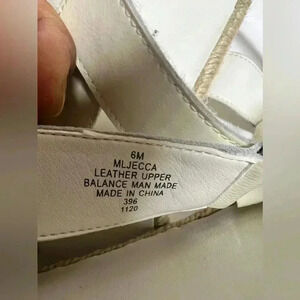 6M
MLJECCA
LEATHER UPPER
BALANCE MAN MADE
MADE IN CHINA
396
1120